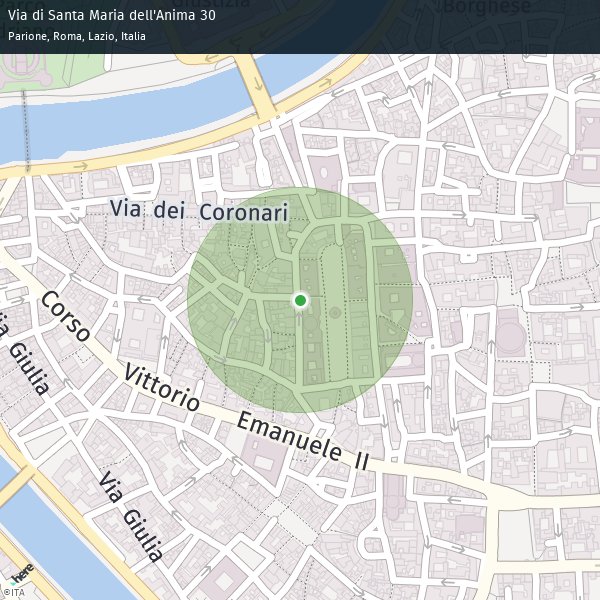 Via di Santa Maria dell'Anima 30
Parione, Roma, Lazio, Italia
Giustizia
Borghese
Via dei Coronari
Corso
Vittorio
Emanuele II
Via Giulia
Via Giulia
here
©ITA